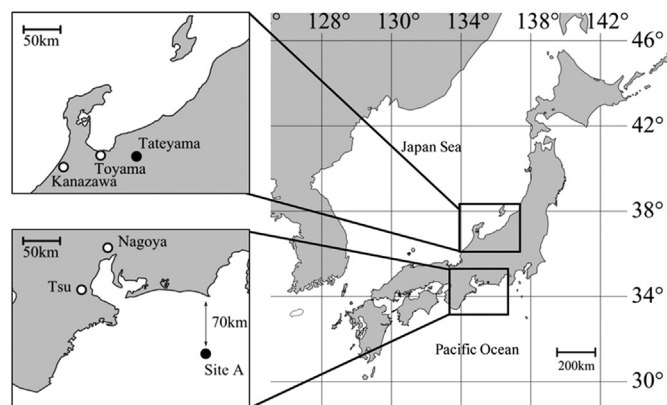 50km
Tateyama
Toyama
Kanazawa
50km
Nagoya
Tsu
70km
Site A
128° 130° 134° 138° 142°
46°
42°
38°
34°
30°
Japan Sea
Pacific Ocean
200km